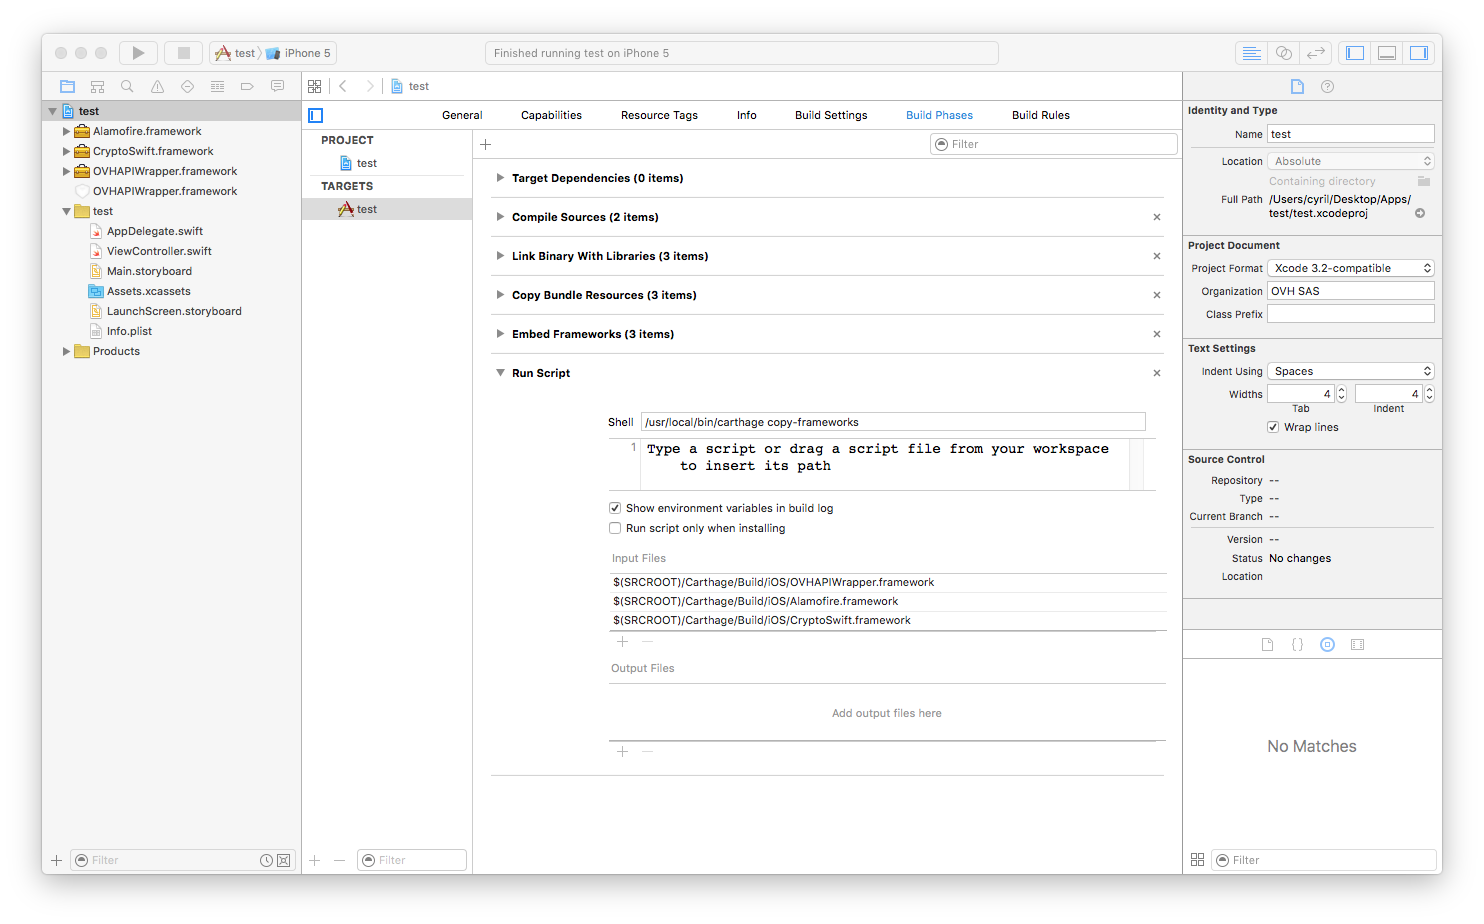 test
iPhone 5
Finished running test on iPhone 5
test
Alamofire.framework
CryptoSwift.framework
OVHAPIWrapper.framework
OVHAPIWrapper.framework
test
AppDelegate.swift
ViewController.swift
Main.storyboard
Assets.xcassets
LaunchScreen.storyboard
Info.plist
Products
Filter
test
General
Capabilities
Resource Tags
Info
Build Settings
Build Phases
Build Rules
PROJECT
test
TARGETS
test
Filter
Filter
Target Dependencies (0 items)
Compile Sources (2 items)
Link Binary With Libraries (3 items)
Copy Bundle Resources (3 items)
Embed Frameworks (3 items)
Run Script
Shell /usr/local/bin/carthage copy-frameworks
1 Type a script or drag a script file from your workspace
to insert its path
Show environment variables in build log
Run script only when installing
Input Files
$(SRCROOT)/Carthage/Build/iOS/OVHAPIWrapper.framework
$(SRCROOT)/Carthage/Build/iOS/Alamofire.framework
$(SRCROOT)/Carthage/Build/iOS/CryptoSwift.framework
Output Files
Add output files here
Identity and Type
Name test
Location Absolute
Containing directory
Full Path /Users/cyril/Desktop/Apps/
test/test.xcodeproj
Project Document
Project Format Xcode 3.2-compatible
Organization OVH SAS
Class Prefix
Text Settings
Indent Using Spaces
Widths 4 4
Tab Indent
Wrap lines
Source Control
Repository --
Type --
Current Branch --
Version --
Status No changes
Location
No Matches
Filter